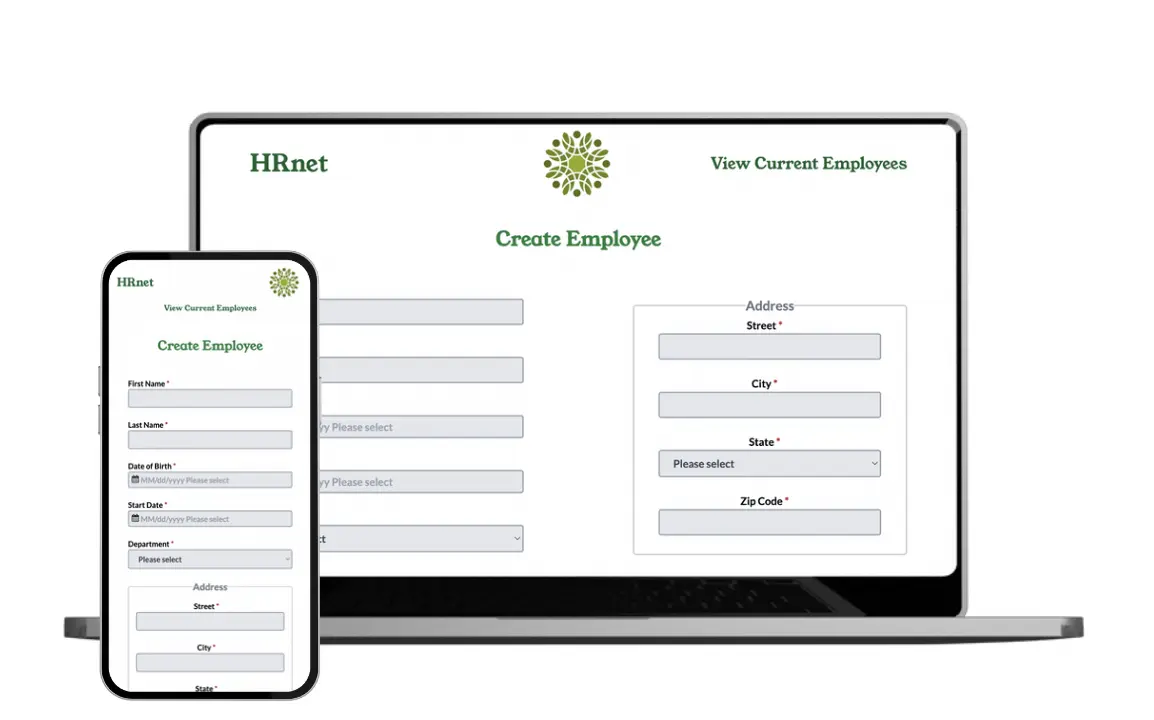 HRnet
View Current Employees
Create Employee
yy Please select
yy Please select
ct
Address
Street *
City *
State *
Please select
Zip Code *
HRnet
View Current Employees
Create Employee
First Name *
Last Name *
Date of Birth *
MM/dd/yyyy Please select
Start Date *
MM/dd/yyyy Please select
Department *
Please select
Address
Street *
City *
State *